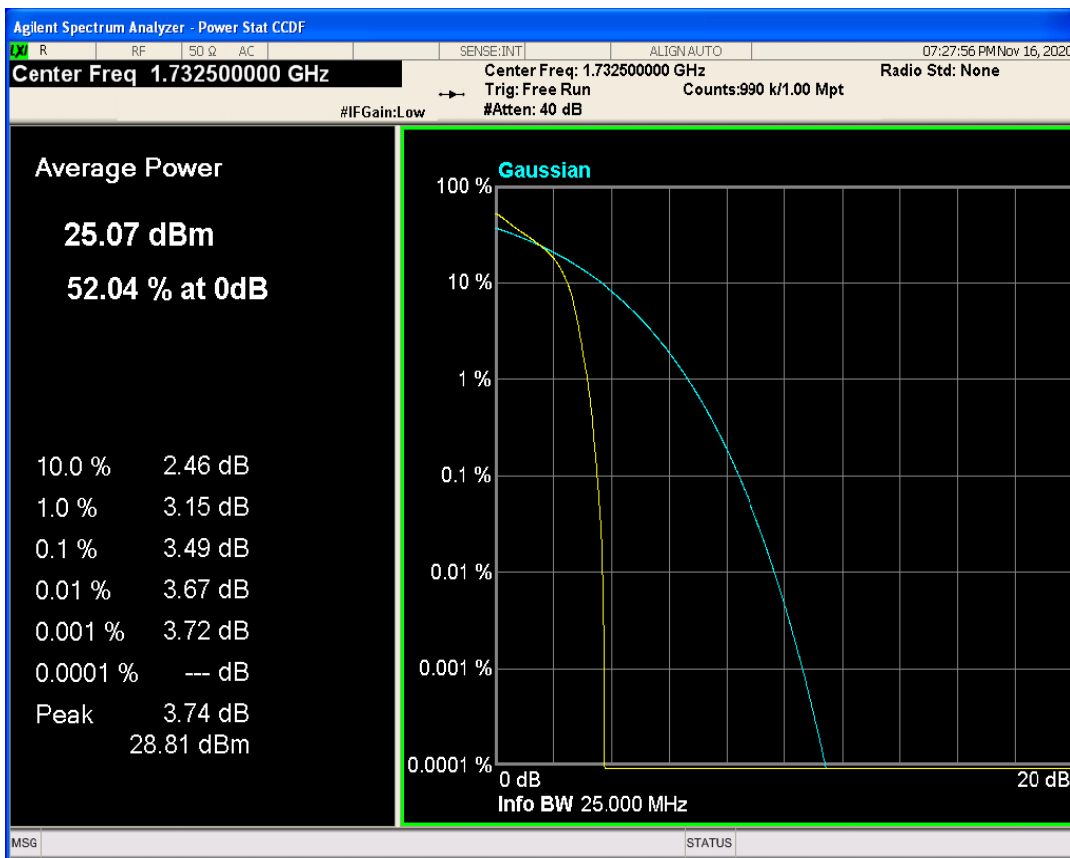 Agilent Spectrum Analyzer - Power Stat CCDF
LXI R RF 50 Ω AC SENSE:INT ALIGN AUTO 07:27:56 PM Nov 16, 2020
Center Freq 1.732500000 GHz
Center Freq: 1.732500000 GHz Radio Std: None
Trig: Free Run Counts:990 k/1.00 Mpt
#IFGain:Low #Atten: 40 dB
Average Power
25.07 dBm
52.04 % at 0dB
10.0 % 2.46 dB
1.0 % 3.15 dB
0.1 % 3.49 dB
0.01 % 3.67 dB
0.001 % 3.72 dB
0.0001 % --- dB
Peak 3.74 dB
28.81 dBm
Gaussian
100 %
10 %
1 %
0.1 %
0.01 %
0.001 %
0.0001 %
0 dB 20 dB
Info BW 25.000 MHz
MSG STATUS